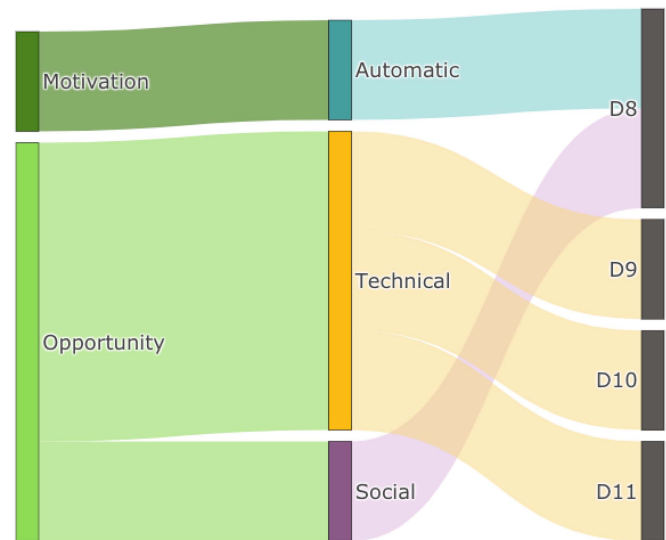 Motivation
Opportunity
Automatic
Technical
Social
D8
D9
D10
D11